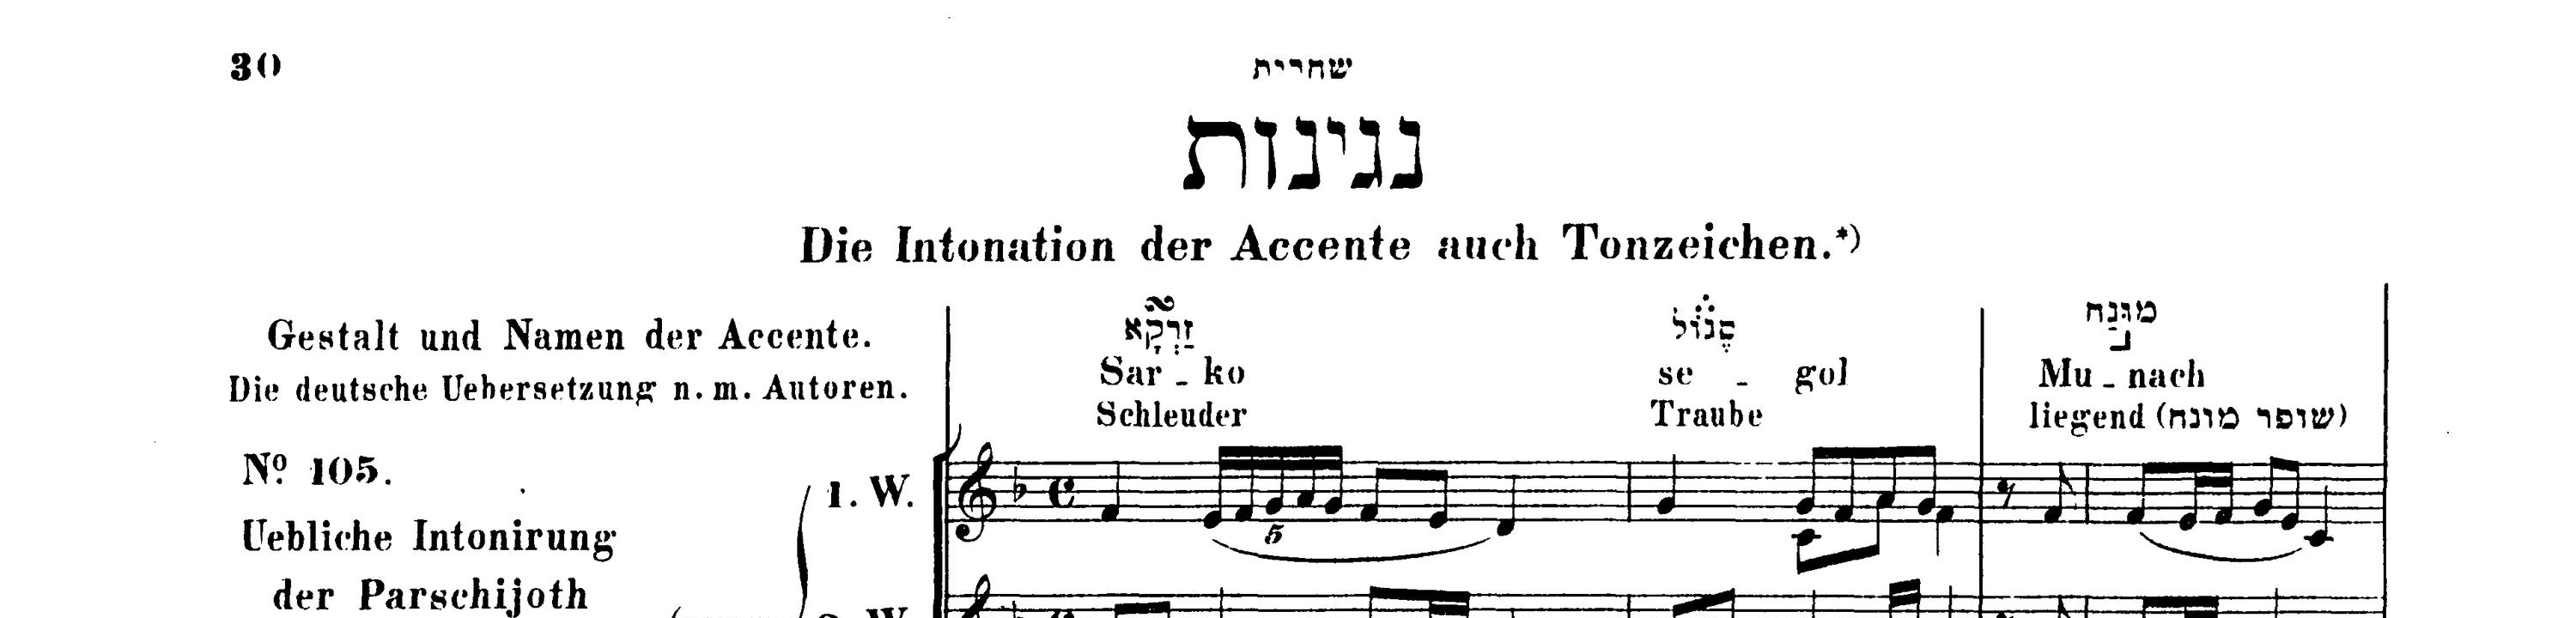 30
שחרית
נגינות
Die Intonation der Accente auch Tonzeichen.*)
Gestalt und Namen der Accente.
Die deutsche Uebersetzung n. m. Autoren.
זַרְקָא֮ סֶגּוֹל֒ מוּנַּ֣ח
Sar - ko se - gol Mu - nach
Schleuder Traube liegend (שופר מונח)
Nº 105.
1. W.
5
Uebliche Intonirung
der Parschijoth